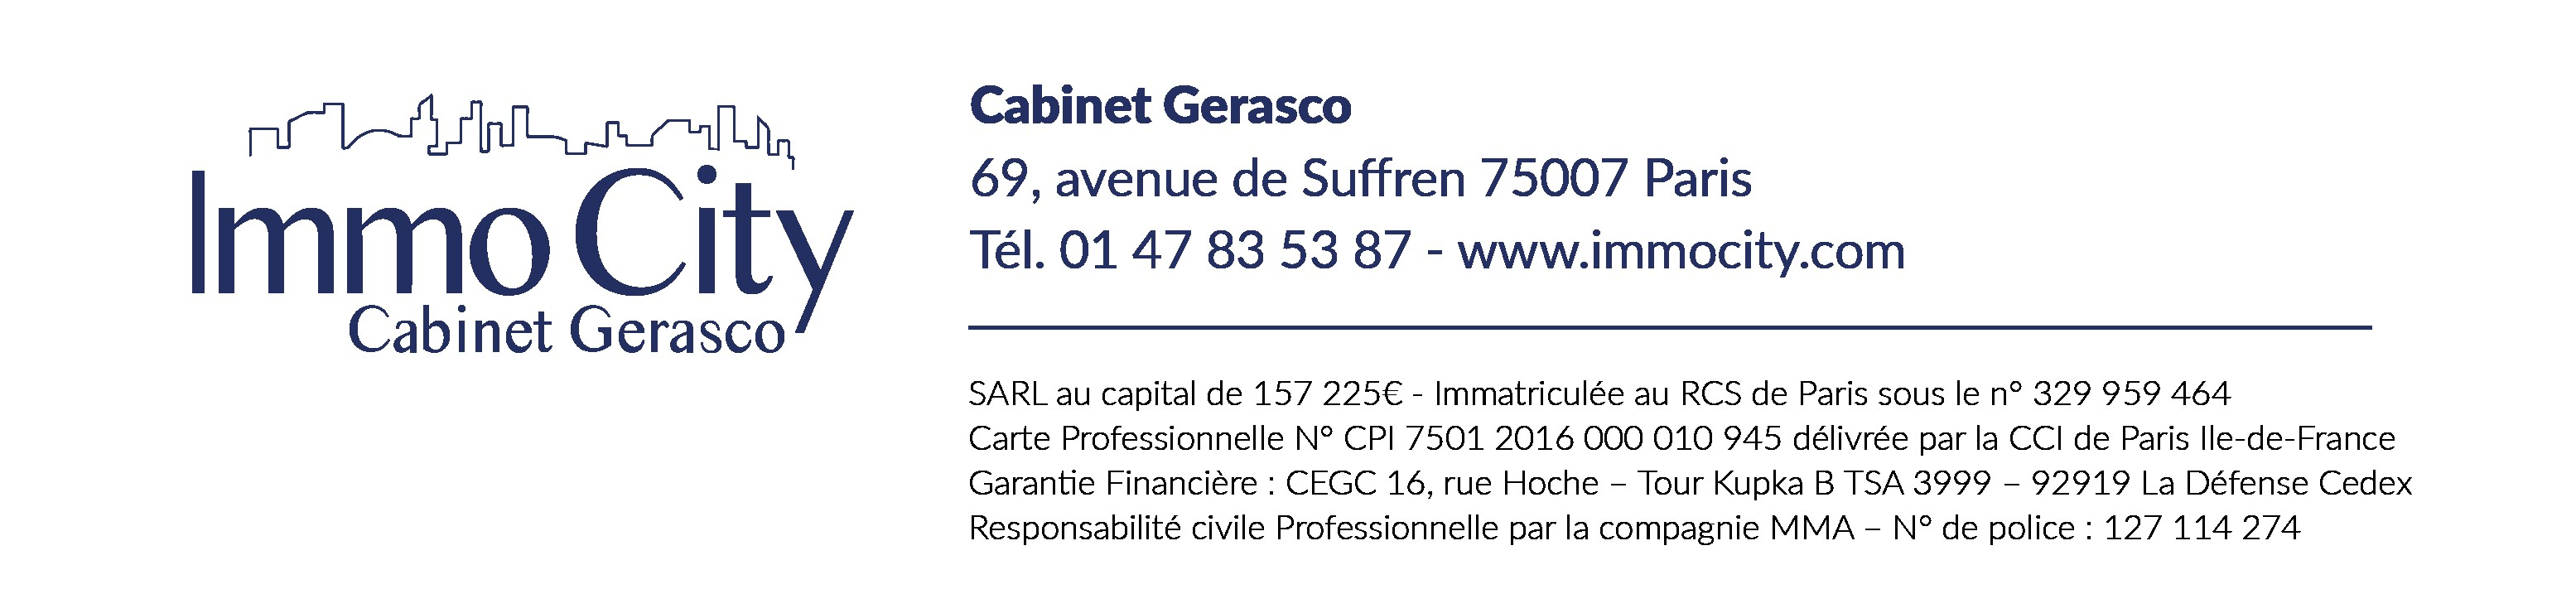 Immo City
Cabinet Gerasco
Cabinet Gerasco
69, avenue de Suffren 75007 Paris
Tél. 01 47 83 53 87 - www.immocity.com
SARL au capital de 157 225€ - Immatriculée au RCS de Paris sous le n° 329 959 464
Carte Professionnelle N° CPI 7501 2016 000 010 945 délivrée par la CCI de Paris Ile-de-France
Garantie Financière : CEGC 16, rue Hoche – Tour Kupka B TSA 3999 – 92919 La Défense Cedex
Responsabilité civile Professionnelle par la compagnie MMA – N° de police : 127 114 274